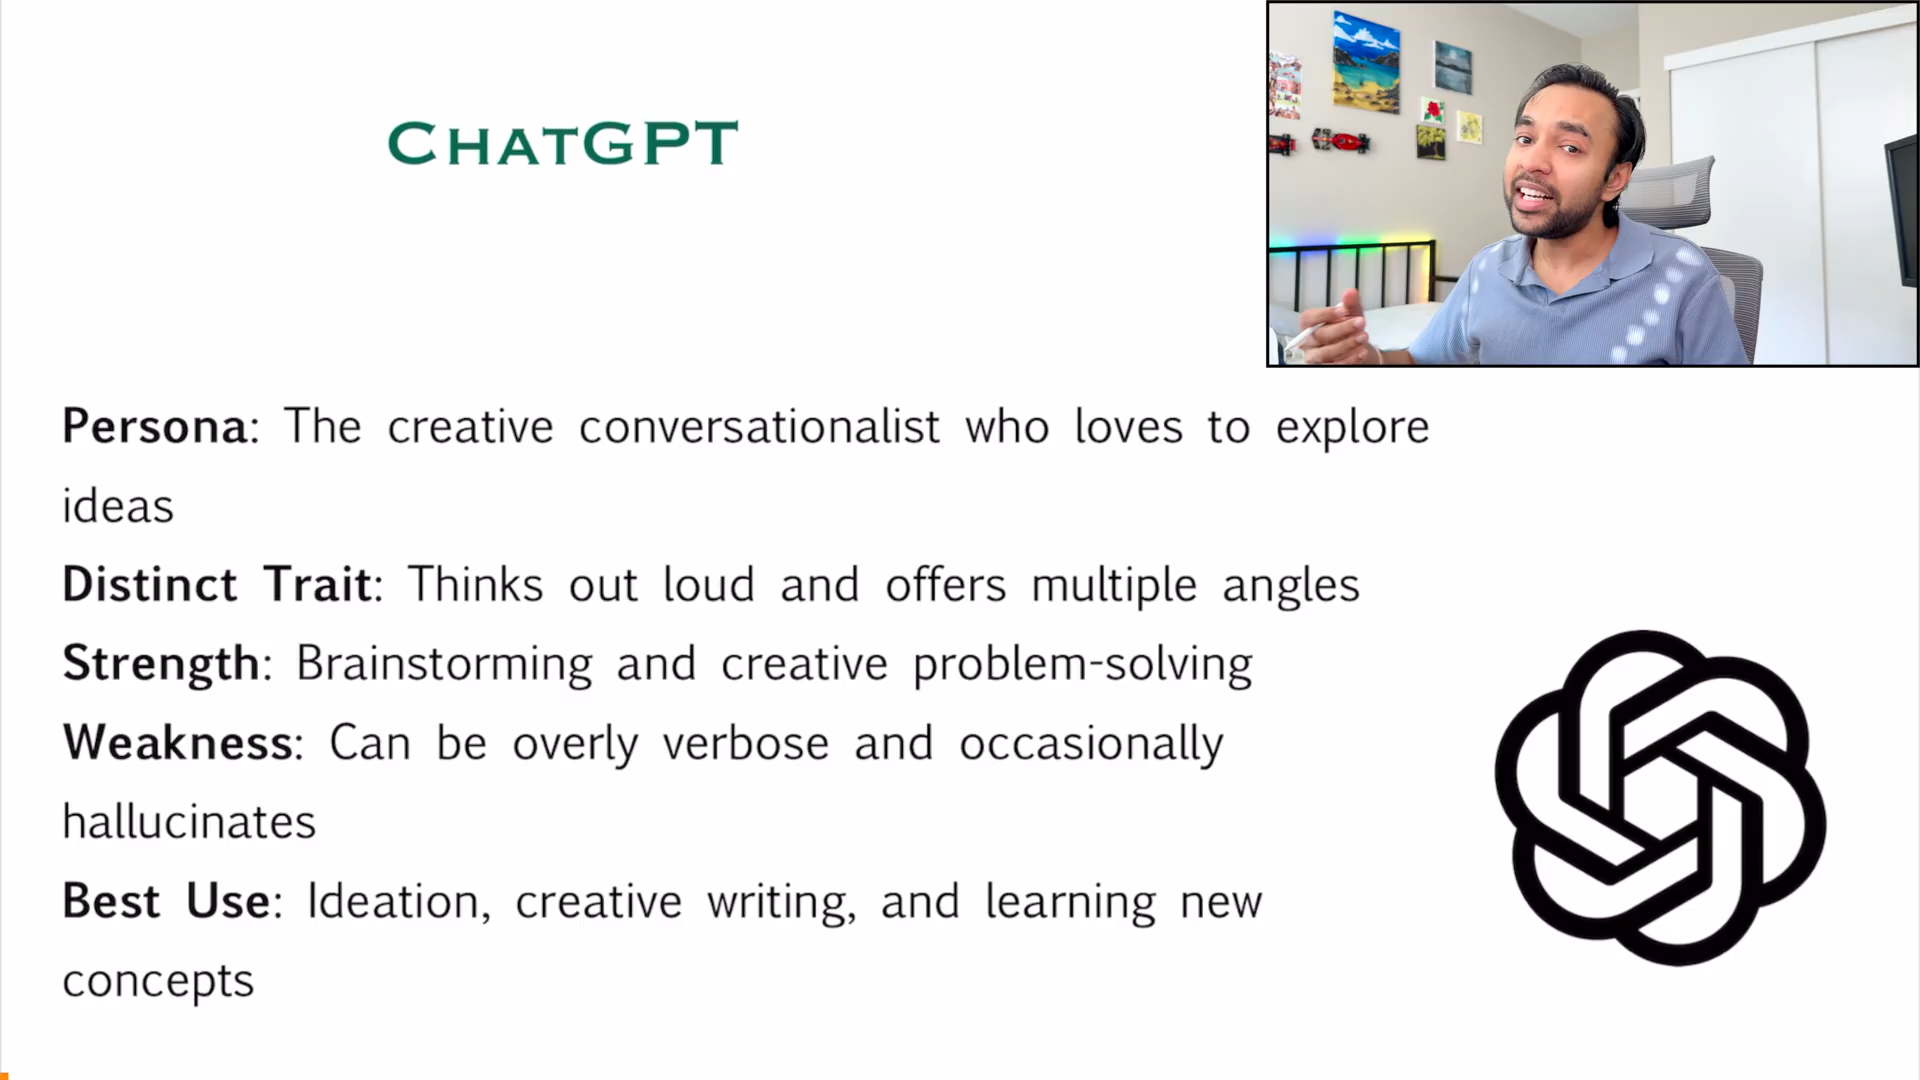 ChatGPT
Persona: The creative conversationalist who loves to explore
ideas
Distinct Trait: Thinks out loud and offers multiple angles
Strength: Brainstorming and creative problem-solving
Weakness: Can be overly verbose and occasionally
hallucinates
Best Use: Ideation, creative writing, and learning new
concepts